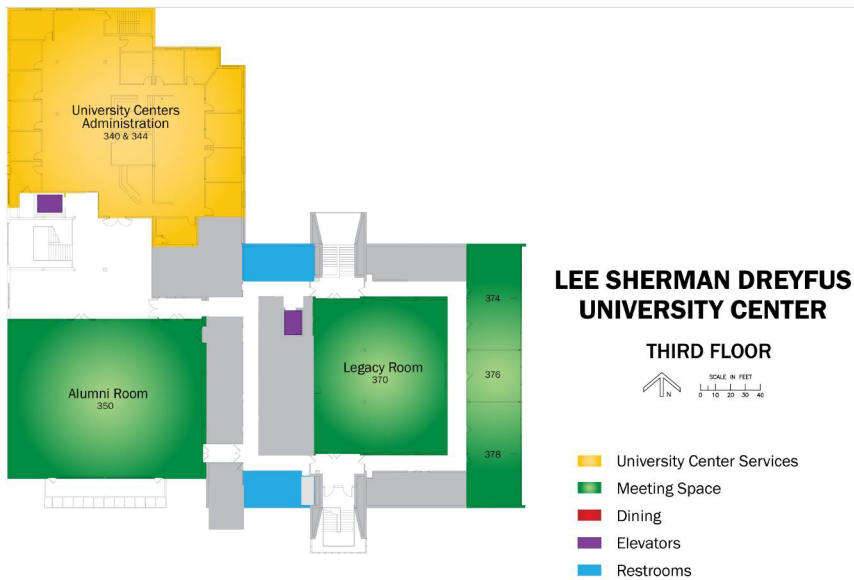 University Centers
Administration
340 & 344
Alumni Room
350
Legacy Room
370
374
376
378
LEE SHERMAN DREYFUS
UNIVERSITY CENTER
THIRD FLOOR
N
SCALE IN FEET
0 10 20 30 40
University Center Services
Meeting Space
Dining
Elevators
Restrooms